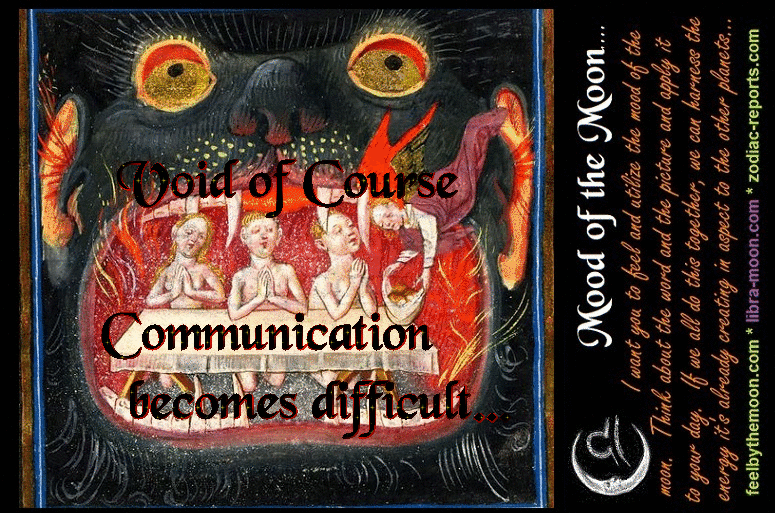 Void of Course
Communication
becomes difficult...
Mood of the Moon....
I want you to feel and utilize the mood of the
moon. Think about the word and the picture and apply it
to your day. If we all do this together, we can harness the
energy it's already creating in aspect to the other planets...
feelbythemoon.com * libra-moon.com * zodiac-reports.com